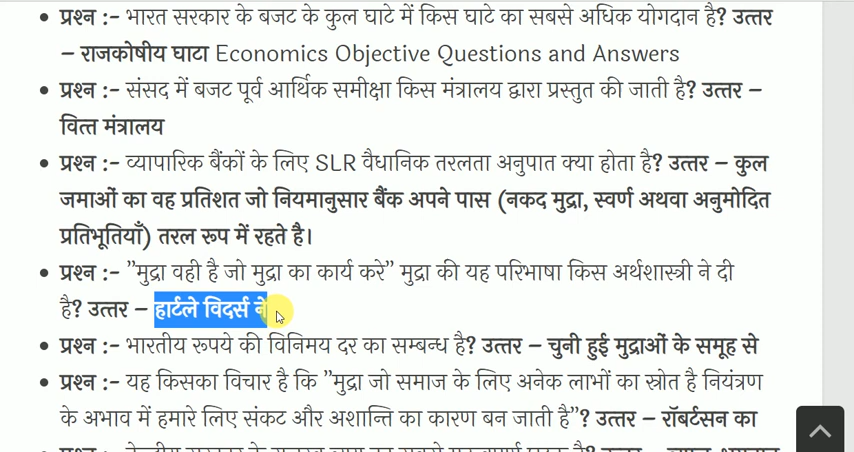 प्रश्न :- भारत सरकार के बजट के कुल घाटे में किस घाटे का सबसे अधिक योगदान है? उत्तर
– राजकोषीय घाटा Economics Objective Questions and Answers
प्रश्न :- संसद में बजट पूर्व आर्थिक समीक्षा किस मंत्रालय द्वारा प्रस्तुत की जाती है? उत्तर –
वित्त मंत्रालय
प्रश्न :- व्यापारिक बैंकों के लिए SLR वैधानिक तरलता अनुपात क्या होता है? उत्तर – कुल
जमाओं का वह प्रतिशत जो नियमानुसार बैंक अपने पास (नकद मुद्रा, स्वर्ण अथवा अनुमोदित
प्रतिभूतियाँ) तरल रूप में रहते है।
प्रश्न :- ”मुद्रा वही है जो मुद्रा का कार्य करे” मुद्रा की यह परिभाषा किस अर्थशास्त्री ने दी
है? उत्तर – हार्टले विदर्स ने
प्रश्न :- भारतीय रूपये की विनिमय दर का सम्बन्ध है? उत्तर – चुनी हुई मुद्राओं के समूह से
प्रश्न :- यह किसका विचार है कि ”मुद्रा जो समाज के लिए अनेक लाभों का स्रोत है नियंत्रण
के अभाव में हमारे लिए संकट और अशान्ति का कारण बन जाती है”? उत्तर – रॉबर्टसन का